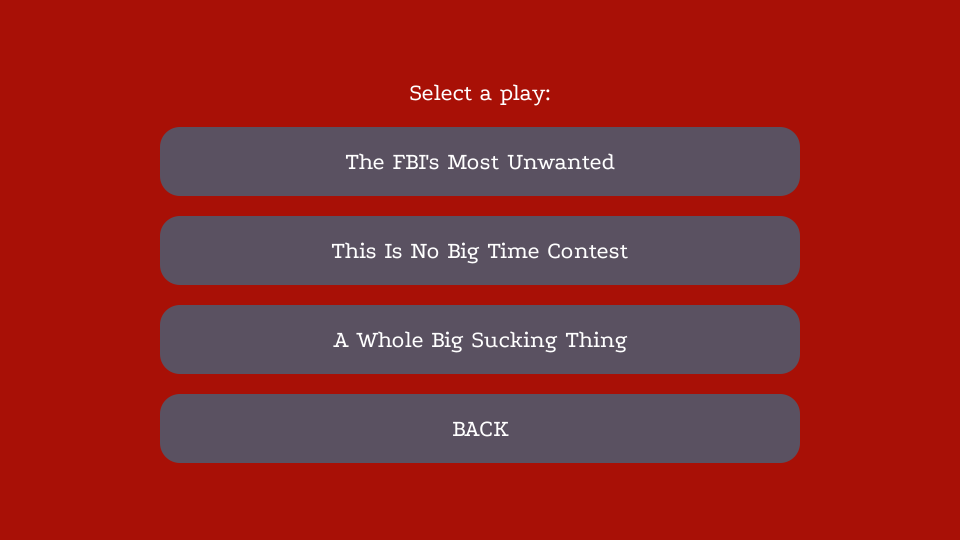 Select a play:
The FBI's Most Unwanted
This Is No Big Time Contest
A Whole Big Sucking Thing
BACK